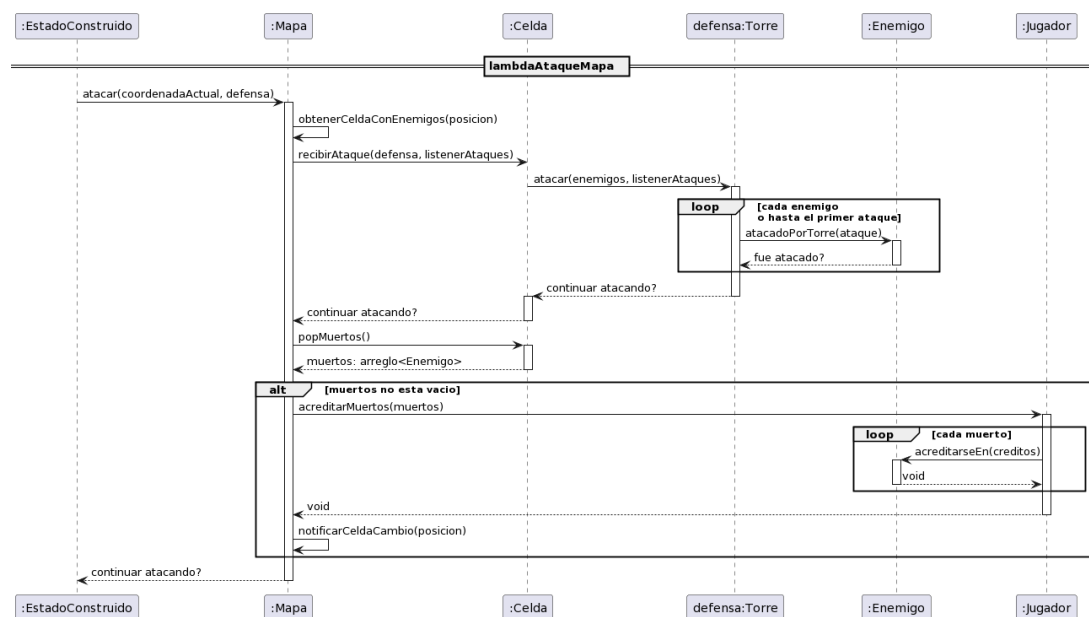 :EstadoConstruido :Mapa :Celda defensa:Torre :Enemigo :Jugador
lambdaAtaqueMapa
atacar(coordenadaActual, defensa)
obtenerCeldaConEnemigos(posicion)
recibirAtaque(defensa, listenerAtaques)
atacar(enemigos, listenerAtaques)
loop [cada enemigo
o hasta el primer ataque]
atacadoPorTorre(ataque)
fue atacado?
continuar atacando?
continuar atacando?
popMuertos()
muertos: arreglo<Enemigo>
alt [muertos no esta vacio]
acreditarMuertos(muertos)
loop [cada muerto]
acreditarseEn(creditos)
void
void
notificarCeldaCambio(posicion)
continuar atacando?
:EstadoConstruido :Mapa :Celda defensa:Torre :Enemigo :Jugador